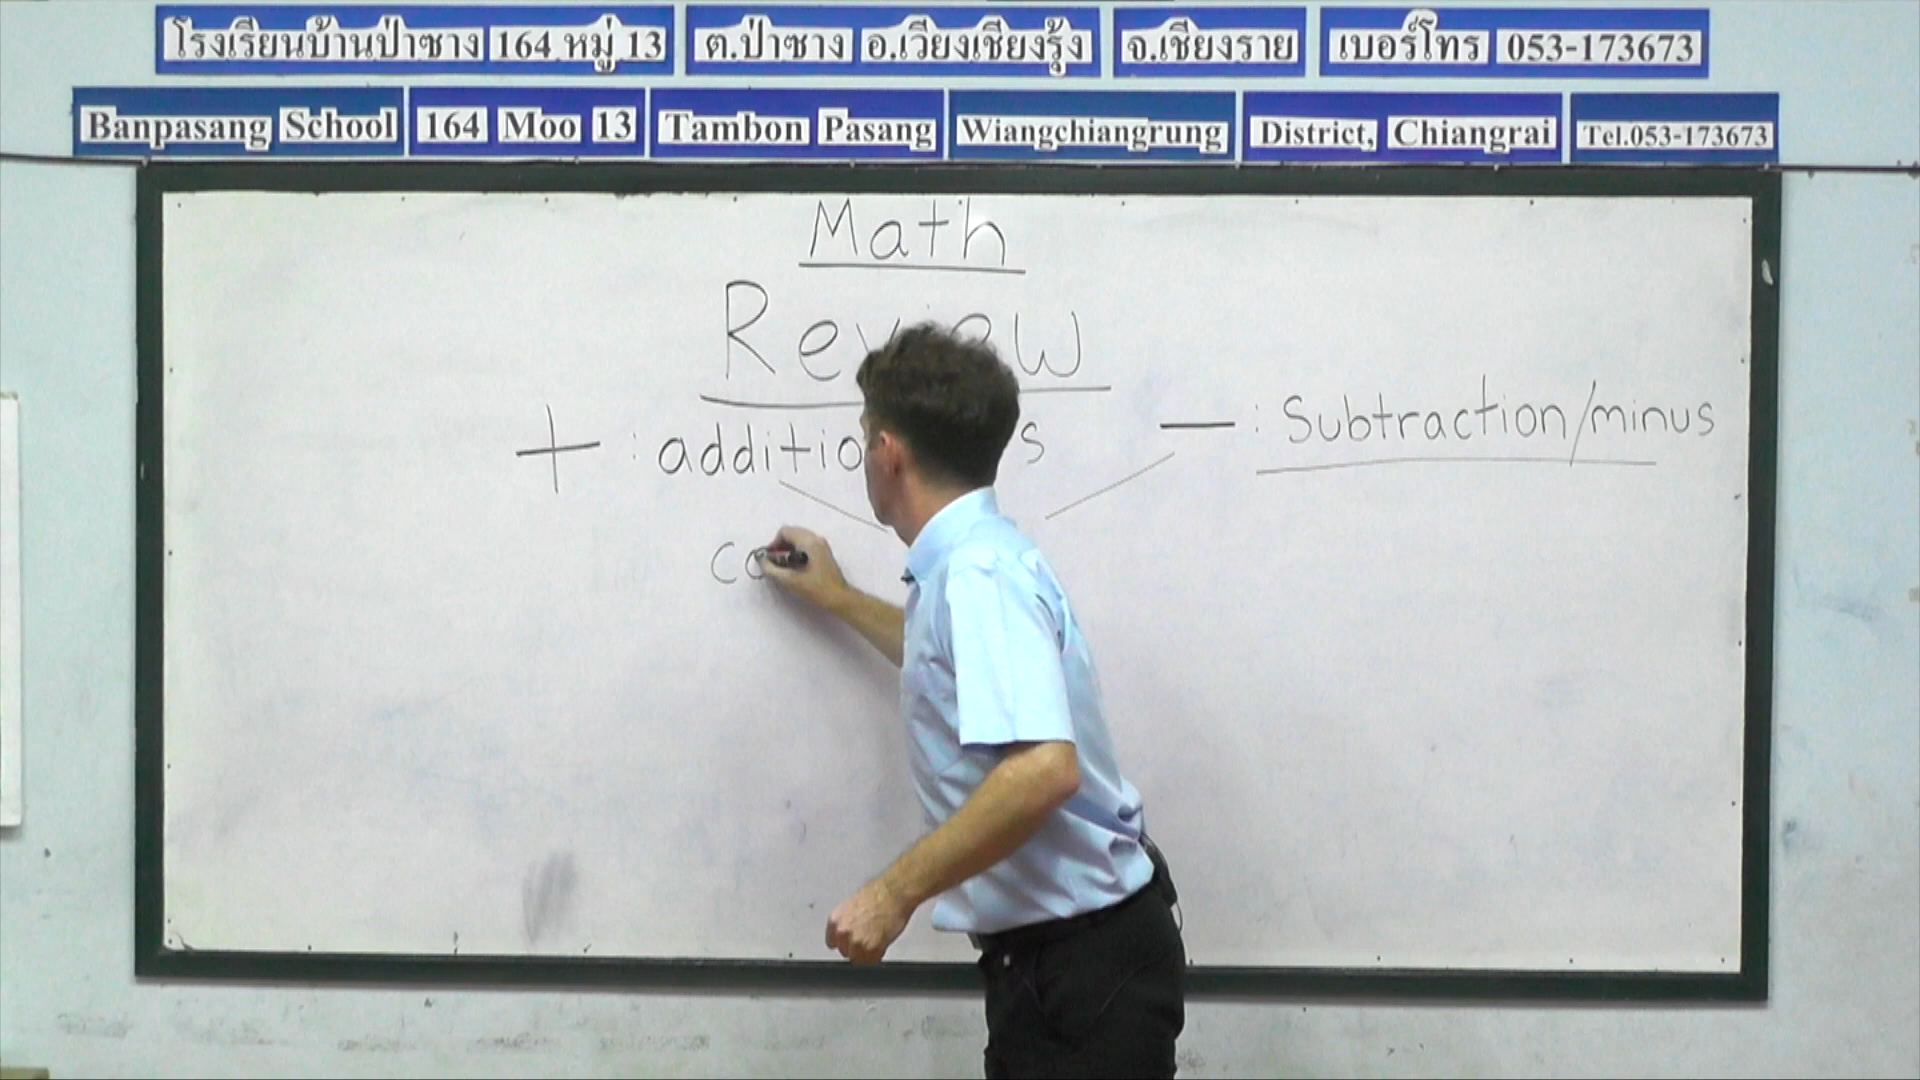 โรงเรียนบ้านป่าซาง 164 หมู่ 13 ต.ป่าซาง อ.เวียงเชียงรุ้ง จ.เชียงราย เบอร์โทร 053-173673
Banpasang School 164 Moo 13 Tambon Pasang Wiangchiangrung District, Chiangrai Tel.053-173673
Math
Review
+ : additio s — : Subtraction/minus
co